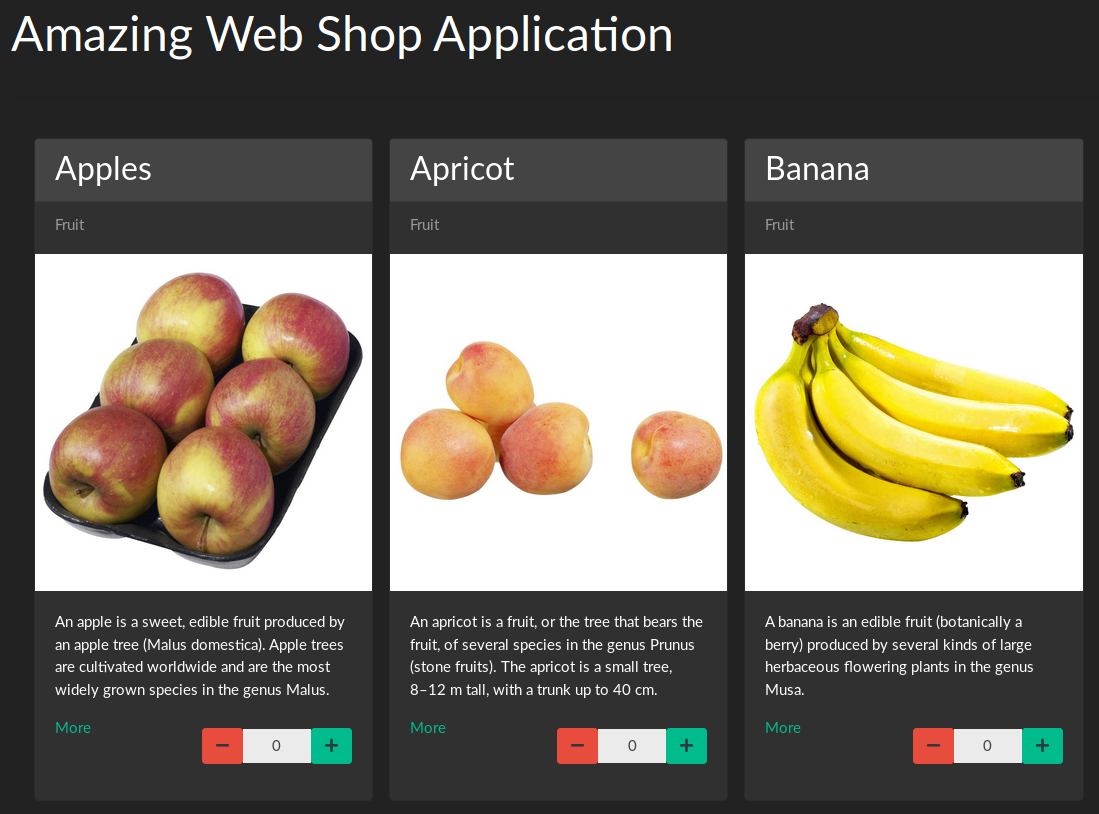 Amazing Web Shop Application
Apples
Fruit
An apple is a sweet, edible fruit produced by
an apple tree (Malus domestica). Apple trees
are cultivated worldwide and are the most
widely grown species in the genus Malus.
More
− 0 +
Apricot
Fruit
An apricot is a fruit, or the tree that bears the
fruit, of several species in the genus Prunus
(stone fruits). The apricot is a small tree,
8–12 m tall, with a trunk up to 40 cm.
More
− 0 +
Banana
Fruit
A banana is an edible fruit (botanically a
berry) produced by several kinds of large
herbaceous flowering plants in the genus
Musa.
More
− 0 +